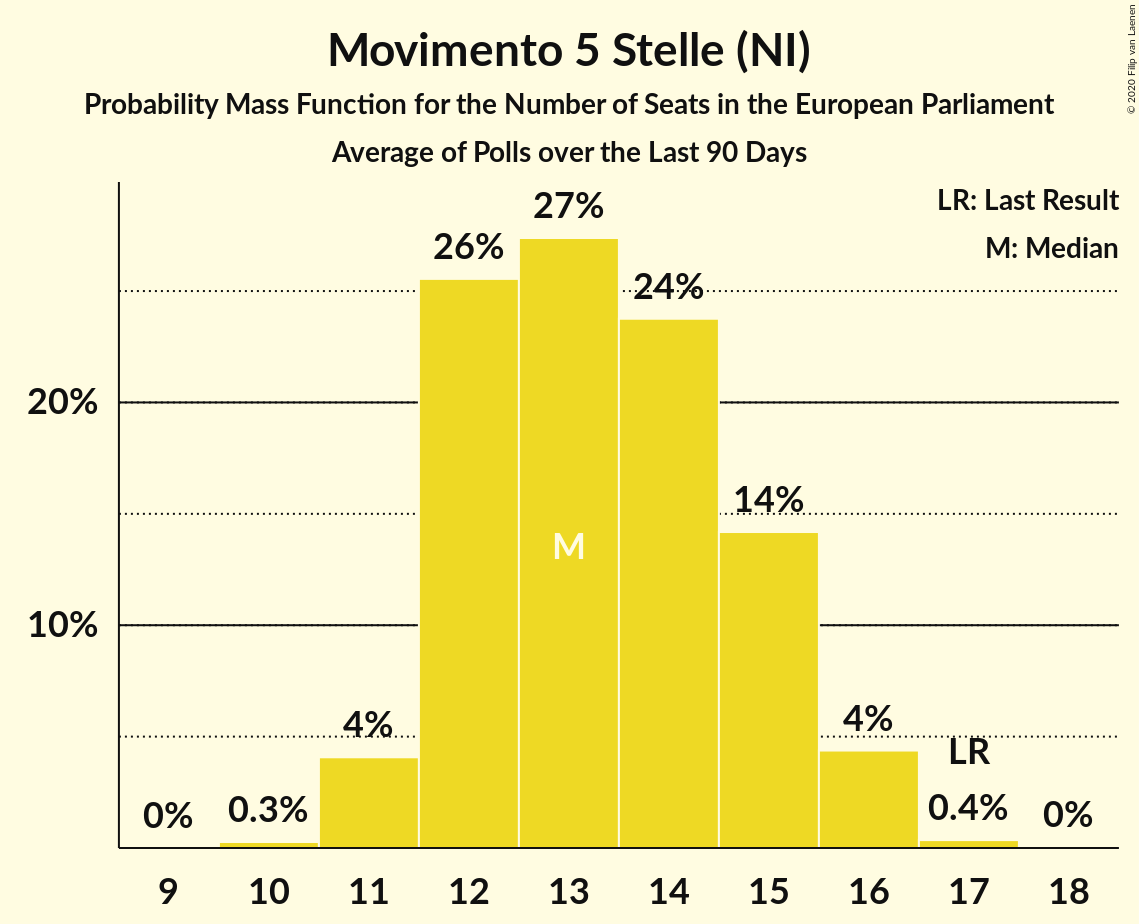 Movimento 5 Stelle (NI)
Probability Mass Function for the Number of Seats in the European Parliament
Average of Polls over the Last 90 Days
© 2020 Filip van Laenen
LR: Last Result
M: Median
27%
26%
24%
20%
14%
M
10%
4%
4%
LR
0%
0.3%
0.4%
0%
9 10 11 12 13 14 15 16 17 18